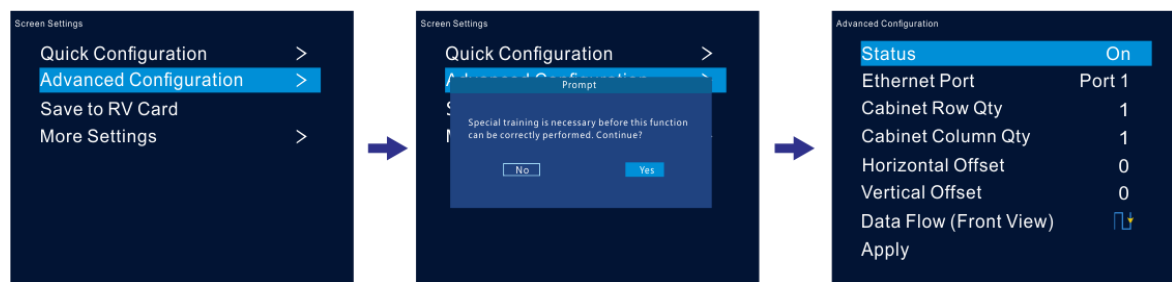 Screen Settings
Quick Configuration >
Advanced Configuration >
Save to RV Card
More Settings >
Screen Settings
Quick Configuration >
Prompt
Special training is necessary before this function
can be correctly performed. Continue?
No Yes
Advanced Configuration
Status On
Ethernet Port Port 1
Cabinet Row Qty 1
Cabinet Column Qty 1
Horizontal Offset 0
Vertical Offset 0
Data Flow (Front View)
Apply